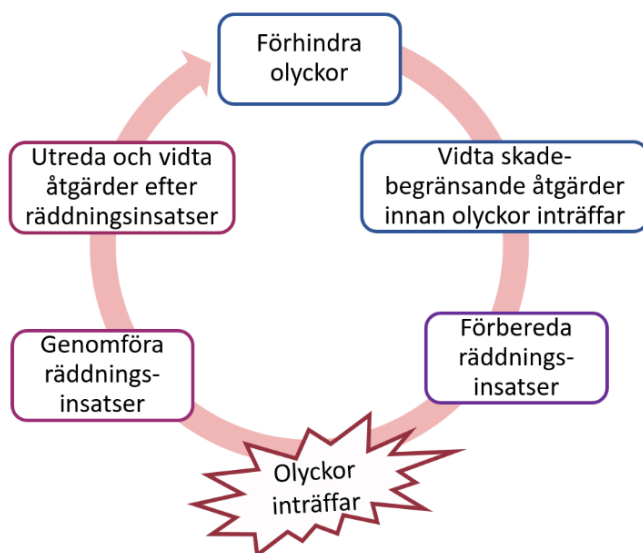 Förhindra
olyckor
Vidta skade-
begränsande åtgärder
innan olyckor inträffar
Förbereda
räddnings-
insatser
Olyckor
inträffar
Genomföra
räddnings-
insatser
Utreda och vidta
åtgärder efter
räddningsinsatser